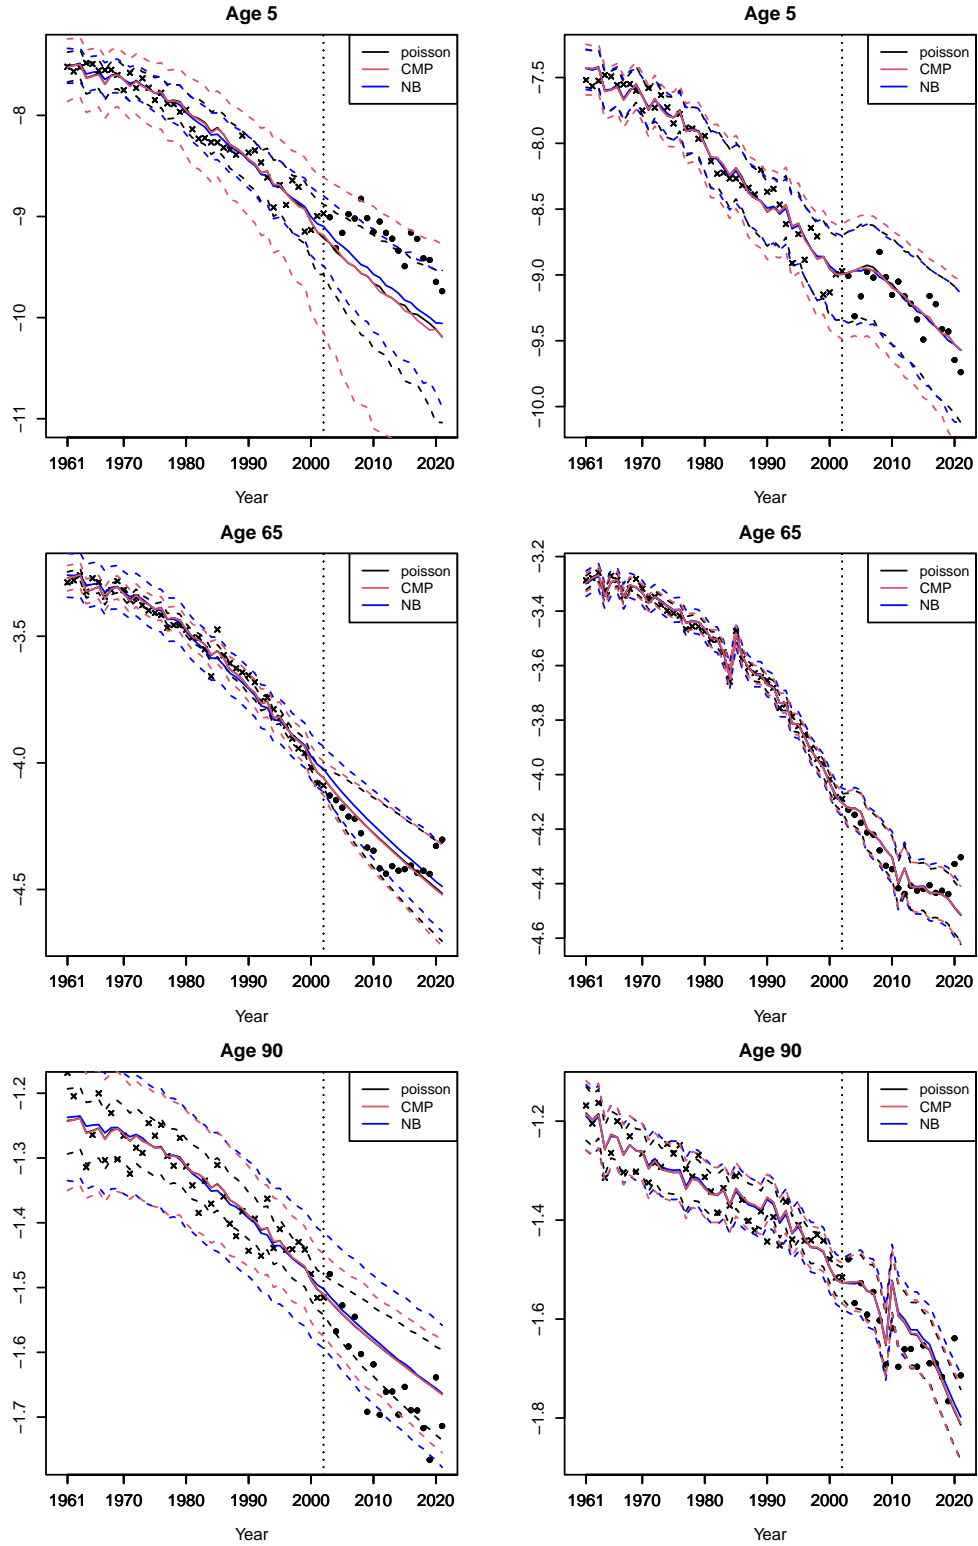 Age 5
poisson
CMP
NB
-8
-9
-10
-11
1961 1970 1980 1990 2000 2010 2020
Year
Age 5
poisson
CMP
NB
-7.5
-8.0
-8.5
-9.0
-9.5
-10.0
1961 1970 1980 1990 2000 2010 2020
Year
Age 65
poisson
CMP
NB
-3.5
-4.0
-4.5
1961 1970 1980 1990 2000 2010 2020
Year
Age 65
poisson
CMP
NB
-3.2
-3.4
-3.6
-3.8
-4.0
-4.2
-4.4
-4.6
1961 1970 1980 1990 2000 2010 2020
Year
Age 90
poisson
CMP
NB
-1.2
-1.3
-1.4
-1.5
-1.6
-1.7
1961 1970 1980 1990 2000 2010 2020
Year
Age 90
poisson
CMP
NB
-1.2
-1.4
-1.6
-1.8
1961 1970 1980 1990 2000 2010 2020
Year